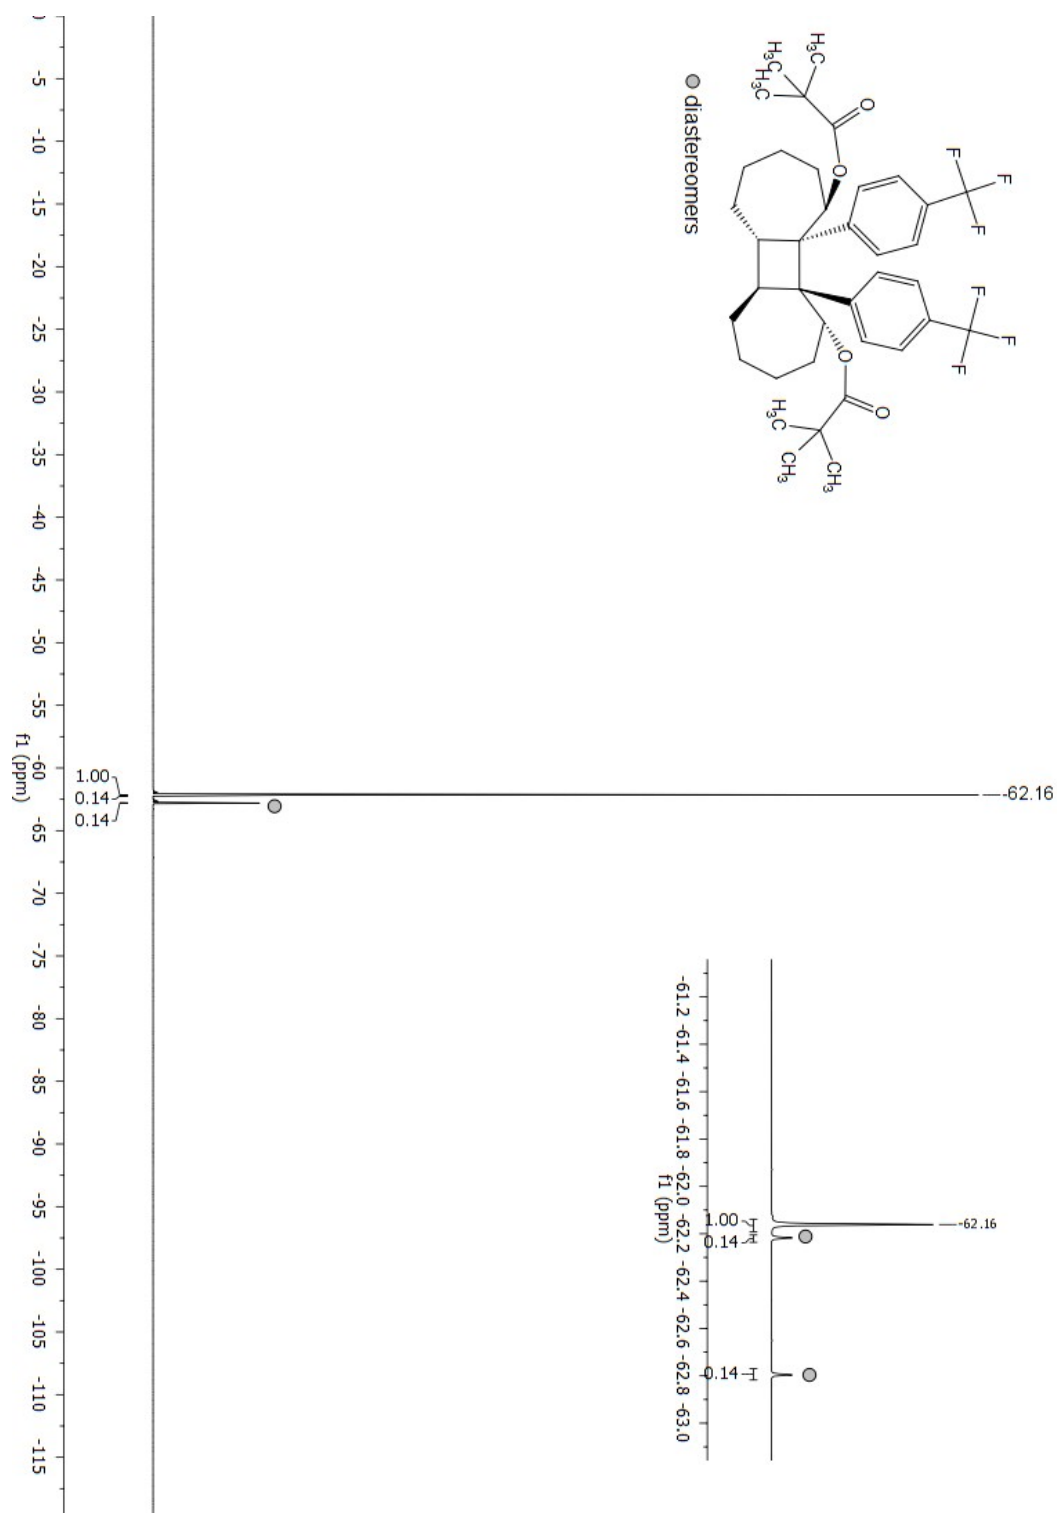 H₃C
H₃C
H₃C
O
O
F
F
F
F
F
F
O
O
H₃C
CH₃
CH₃
diastereomers
-62.16
-62.16
1.00
0.14
0.14
-61.2 -61.4 -61.6 -61.8 -62.0 -62.2 -62.4 -62.6 -62.8 -63.0
f1 (ppm)
1.00
0.14
0.14
-5 -10 -15 -20 -25 -30 -35 -40 -45 -50 -55 -60 -65 -70 -75 -80 -85 -90 -95 -100 -105 -110 -115
f1 (ppm)